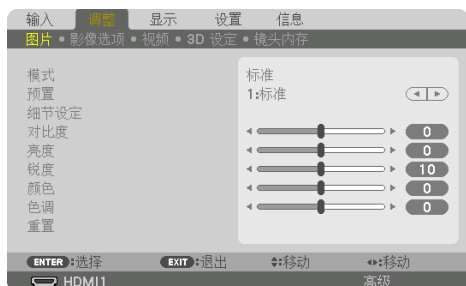 输入 调整 显示 设置 信息
图片 • 影像选项 • 视频 • 3D 设定 • 镜头内存
模式 标准
预置 1:标准
细节设定
对比度 0
亮度 0
锐度 10
颜色 0
色调 0
重置
ENTER:选择 EXIT:退出 :移动 :移动
HDMI1 高级